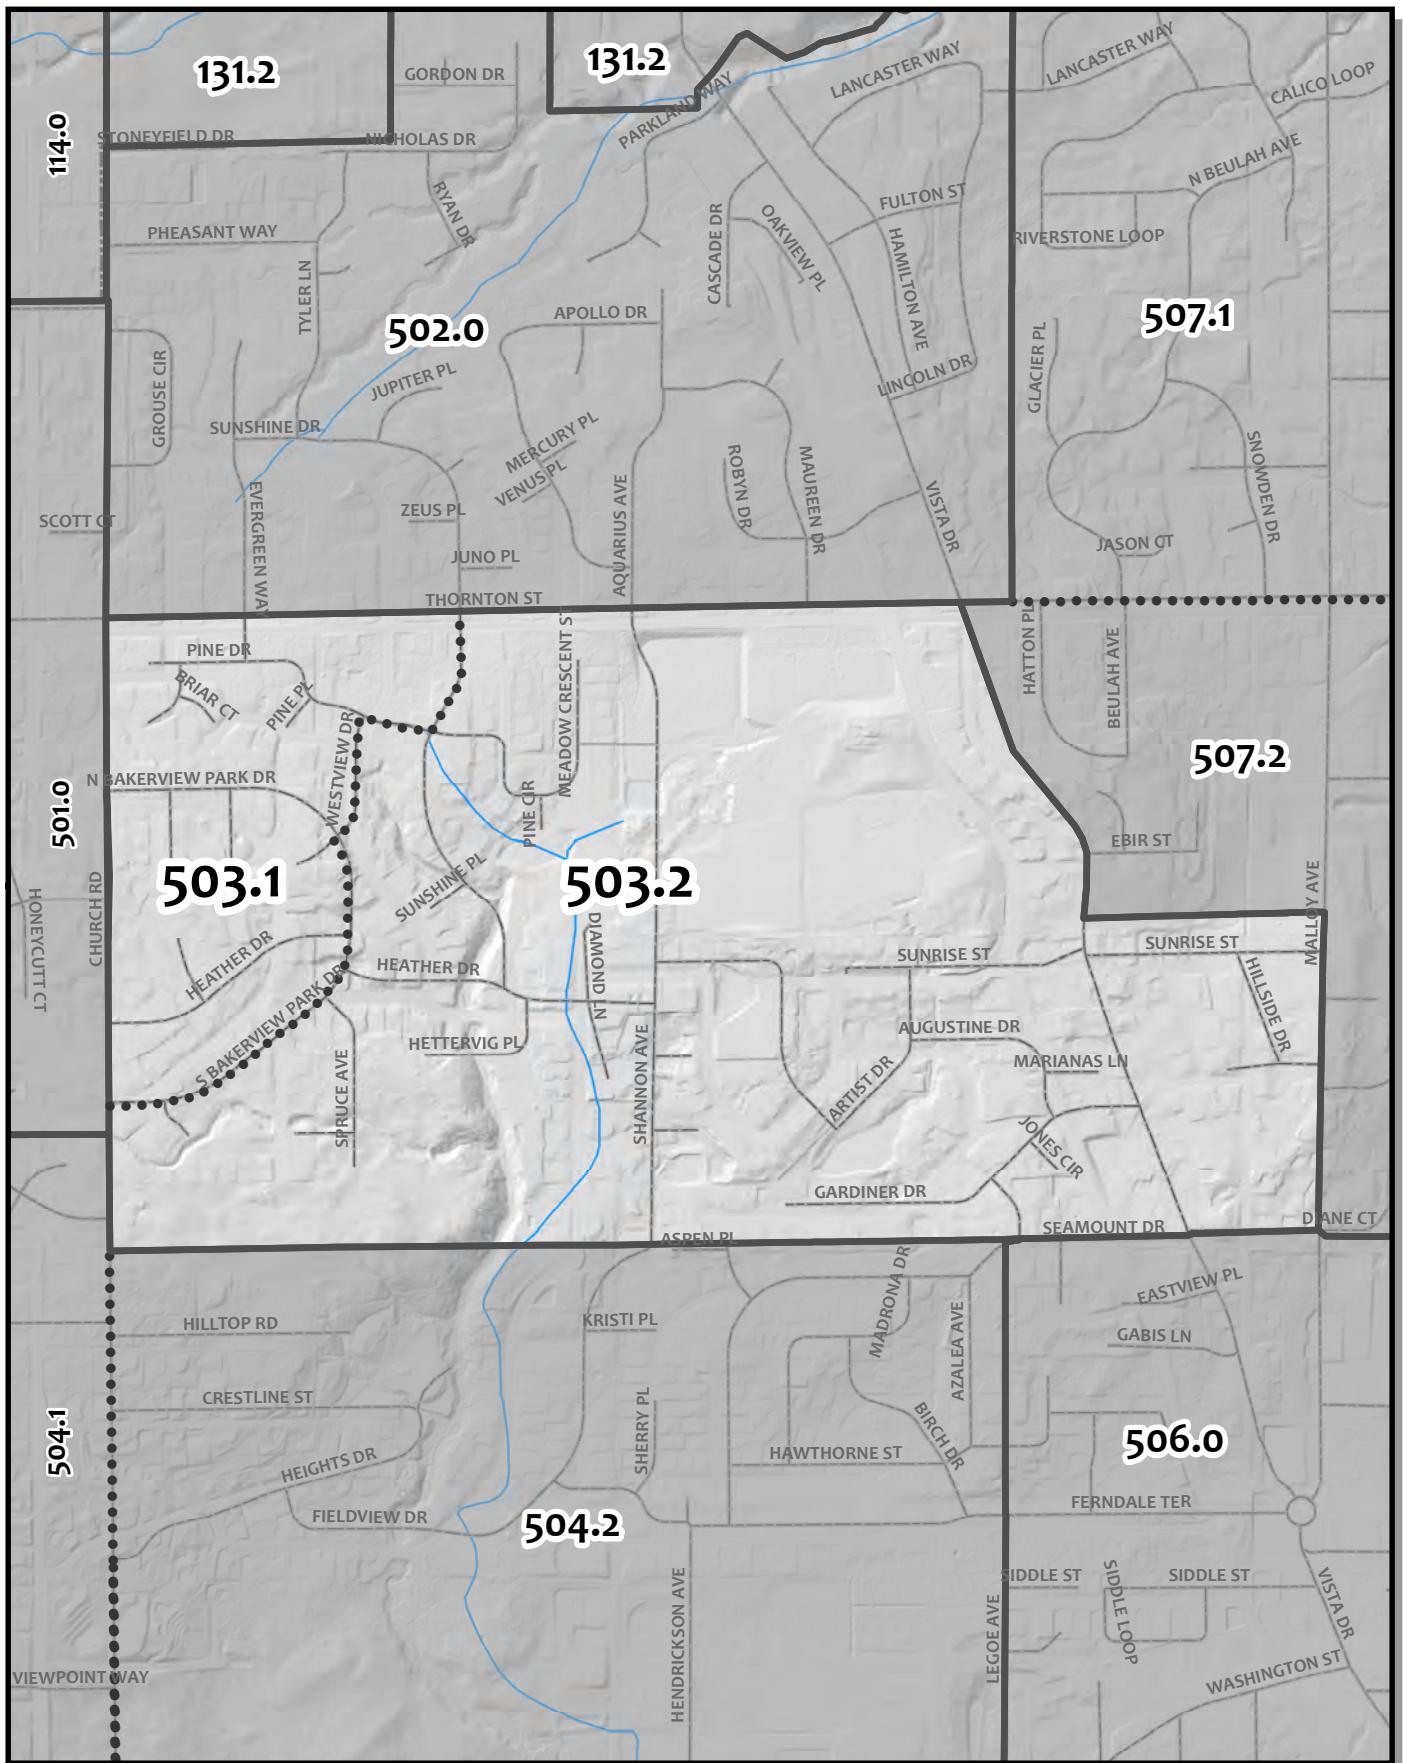 131.2
131.2
GORDON DR
LANCASTER WAY
LANCASTER WAY
CALICO LOOP
PARKLAND WAY
114.0
STONEYFIELD DR
NICHOLAS DR
N BEULAH AVE
RYAN DR
FULTON ST
PHEASANT WAY
CASCADE DR
OAKVIEW PL
HAMILTON AVE
RIVERSTONE LOOP
TYLER LN
502.0
APOLLO DR
507.1
GROUSE CIR
JUPITER PL
LINCOLN DR
GLACIER PL
SUNSHINE DR
MERCURY PL
VENUS PL
ROBYN DR
MAUREEN DR
SNOWDEN DR
SCOTT CT
EVERGREEN WAY
ZEUS PL
AQUARIUS AVE
VISTA DR
JUNO PL
JASON CT
THORNTON ST
PINE DR
BRIAR CT
PINE PL
MEADOW CRESCENT ST
HATTON PL
BEULAH AVE
WESTVIEW DR
507.2
N BAKERVIEW PARK DR
501.0
PINE CIR
EBIR ST
503.1
503.2
SUNSHINE PL
HONEYCUTT CT
CHURCH RD
MALLOY AVE
HEATHER DR
HEATHER DR
DIAMOND LN
SUNRISE ST
SUNRISE ST
HILLSIDE DR
S BAKERVIEW PARK DR
HETTERVIG PL
AUGUSTINE DR
MARIANAS LN
SPRUCE AVE
SHANNON AVE
ARTIST DR
JONES CIR
GARDINER DR
SEAMOUNT DR
DIANE CT
ASPEN PL
HILLTOP RD
KRISTI PL
MADRONA DR
AZALEA AVE
EASTVIEW PL
GABIS LN
CRESTLINE ST
504.1
SHERRY PL
BIRCH DR
506.0
HEIGHTS DR
HAWTHORNE ST
FIELDVIEW DR
504.2
FERNDALE TER
SIDDLE ST
SIDDLE LOOP
SIDDLE ST
VISTA DR
HENDRICKSON AVE
LEGOE AVE
VIEWPOINT WAY
WASHINGTON ST